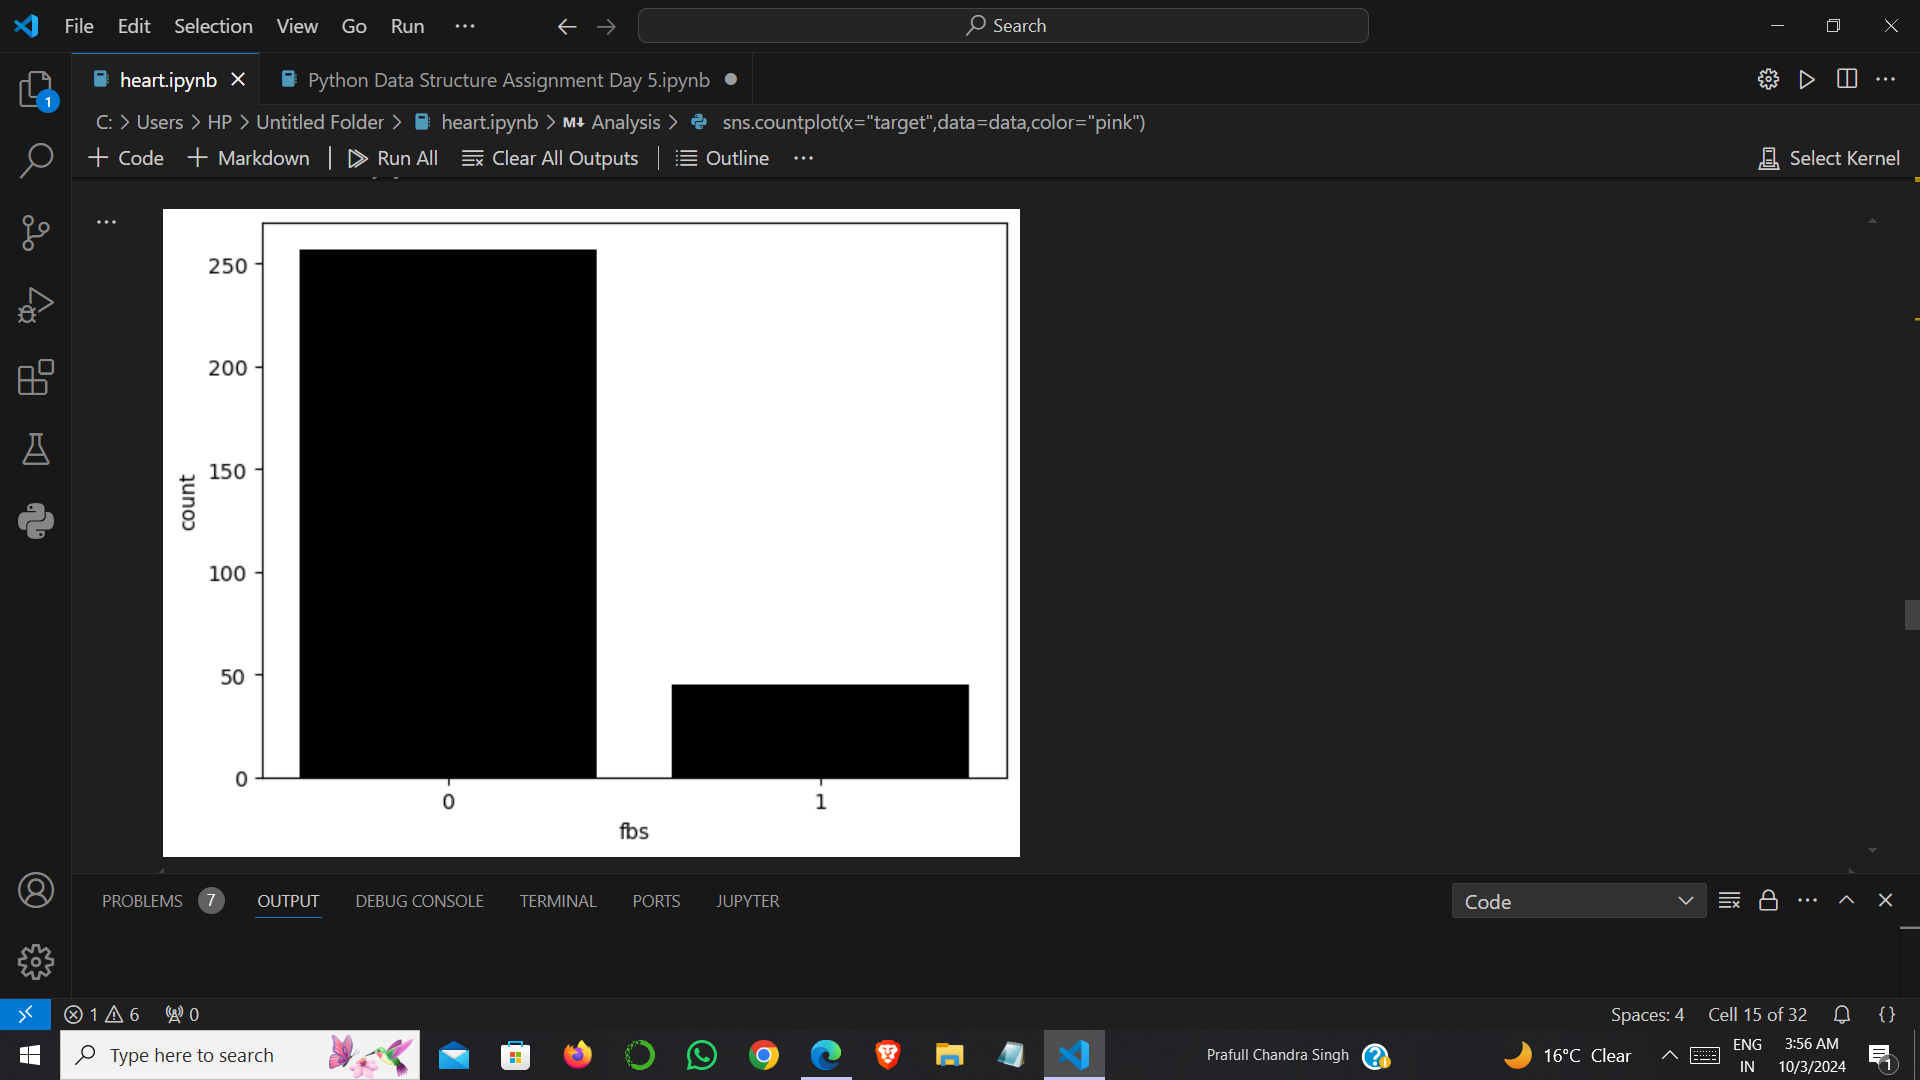 File Edit Selection View Go Run ··· Search
heart.ipynb Python Data Structure Assignment Day 5.ipynb
C: > Users > HP > Untitled Folder > heart.ipynb > M↓ Analysis > sns.countplot(x="target",data=data,color="pink")
+ Code + Markdown | Run All Clear All Outputs | Outline ··· Select Kernel
250
200
150
100
50
0
count
0 1
fbs
PROBLEMS 7 OUTPUT DEBUG CONSOLE TERMINAL PORTS JUPYTER Code
1 6 0 Spaces: 4 Cell 15 of 32 {}
Type here to search Prafull Chandra Singh 16°C Clear ENG IN 3:56 AM 10/3/2024 1
1